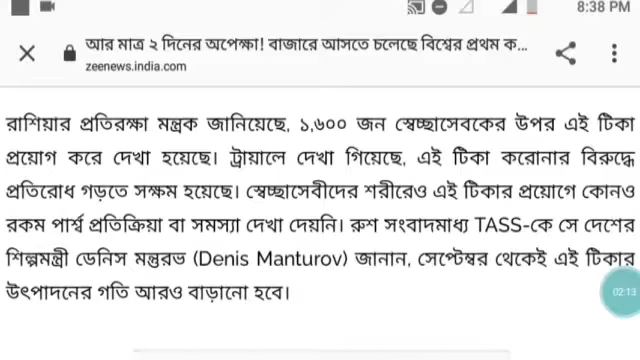 8:38 PM
আর মাত্র ২ দিনের অপেক্ষা! বাজারে আসতে চলেছে বিশ্বের প্রথম ক...
zeenews.india.com
রাশিয়ার প্রতিরক্ষা মন্ত্রক জানিয়েছে, ১,৬০০ জন স্বেচ্ছাসেবকের উপর এই টিকা
প্রয়োগ করে দেখা হয়েছে। ট্রায়ালে দেখা গিয়েছে, এই টিকা করোনার বিরুদ্ধে
প্রতিরোধ গড়তে সক্ষম হয়েছে। স্বেচ্ছাসেবীদের শরীরেও এই টিকার প্রয়োগে কোনও
রকম পার্শ্ব প্রতিক্রিয়া বা সমস্যা দেখা দেয়নি। রুশ সংবাদমাধ্য TASS-কে সে দেশের
শিল্পমন্ত্রী ডেনিস মন্তুরভ (Denis Manturov) জানান, সেপ্টেম্বর থেকেই এই টিকার
উৎপাদনের গতি আরও বাড়ানো হবে।
02:13